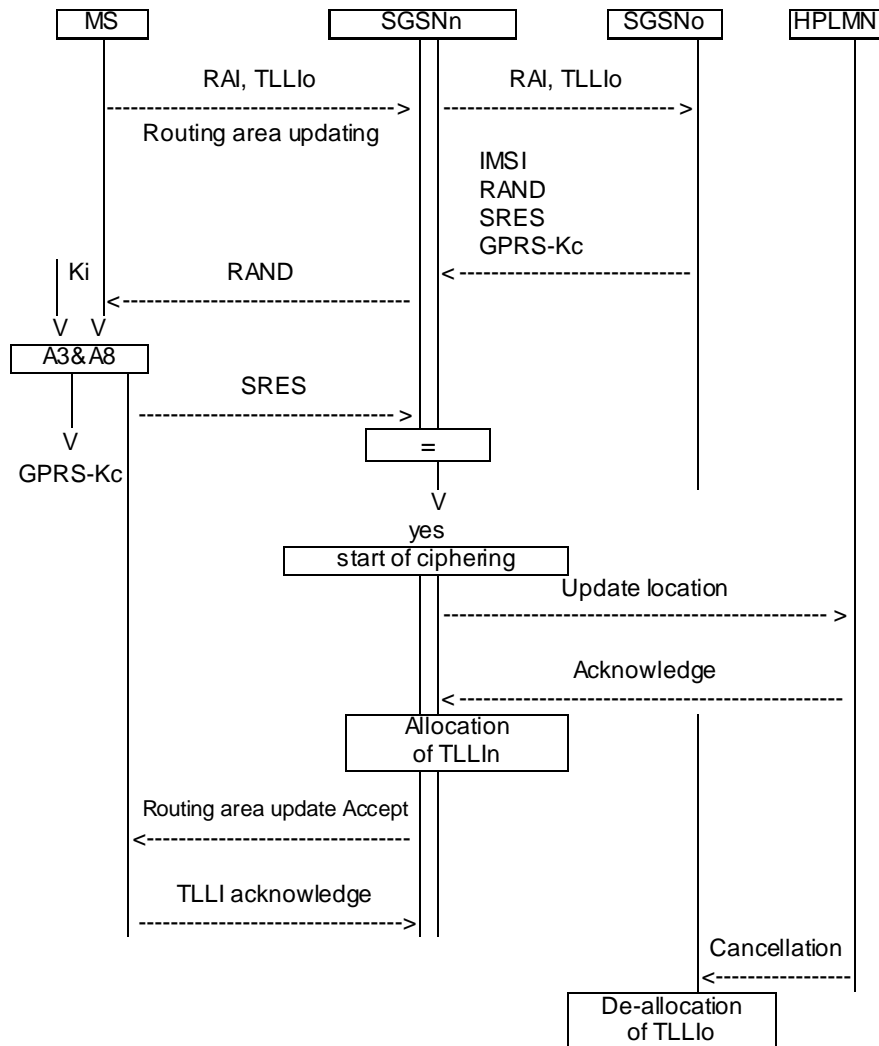 MS
SGSNn
SGSNo
HPLMN
RAI, TLLIo
RAI, TLLIo
Routing area updating
IMSI
RAND
SRES
GPRS-Kc
Ki
RAND
V V
A3&A8
SRES
V
=
GPRS-Kc
V
yes
start of ciphering
Update location
Acknowledge
Allocation
of TLLIn
Routing area update Accept
TLLI acknowledge
Cancellation
De-allocation
of TLLIo